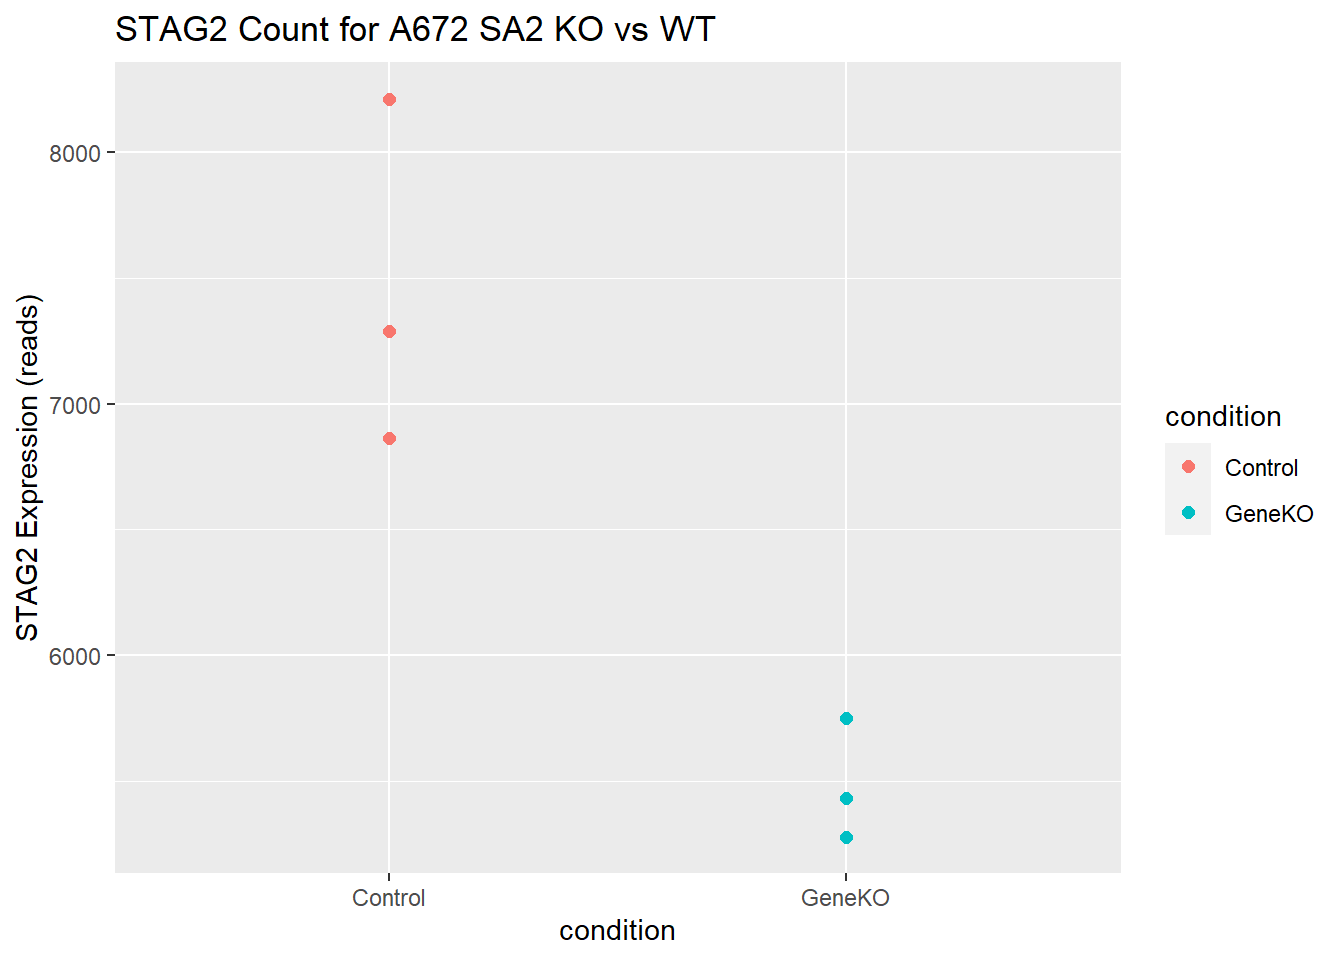 STAG2 Count for A672 SA2 KO vs WT
STAG2 Expression (reads)
8000
7000
6000
Control
GeneKO
condition
condition
Control
GeneKO